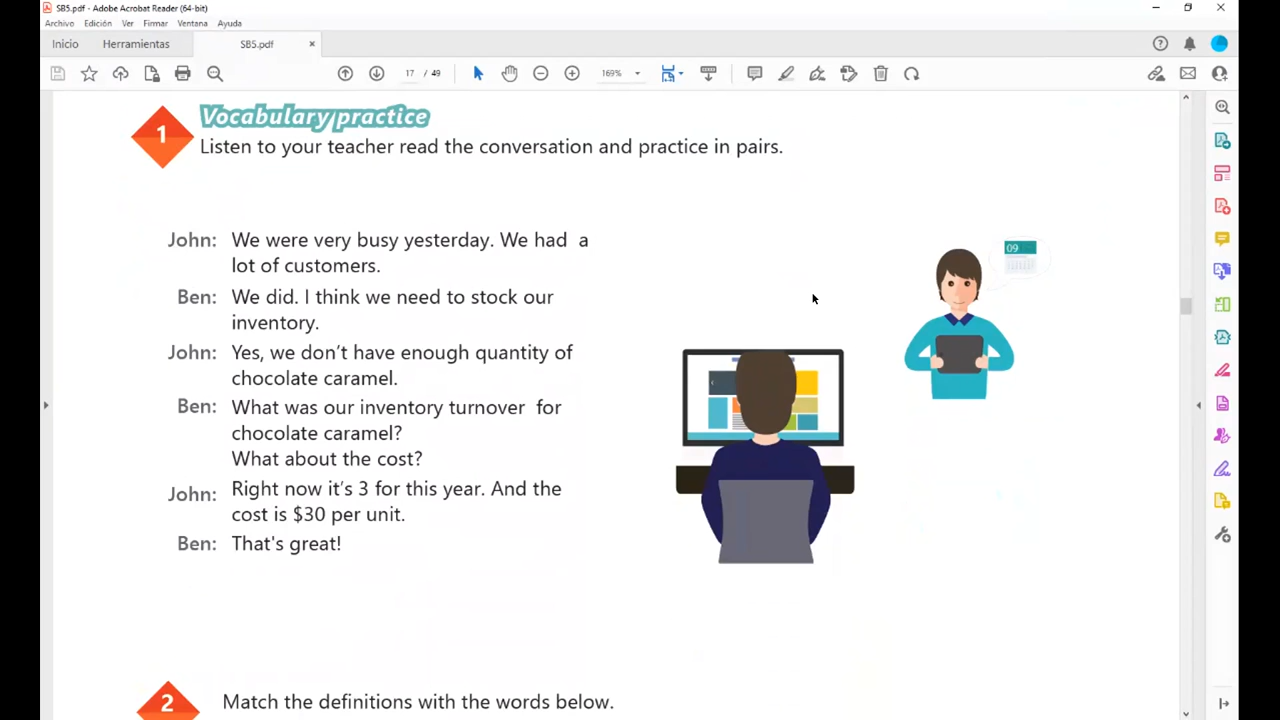 SB5.pdf - Adobe Acrobat Reader (64-bit)
Archivo Edición Ver Firmar Ventana Ayuda
Inicio Herramientas SB5.pdf ×
17 / 49 169%
1
Vocabulary practice
Listen to your teacher read the conversation and practice in pairs.
John: We were very busy yesterday. We had a
lot of customers.
Ben: We did. I think we need to stock our
inventory.
John: Yes, we don't have enough quantity of
chocolate caramel.
Ben: What was our inventory turnover for
chocolate caramel?
What about the cost?
John: Right now it's 3 for this year. And the
cost is $30 per unit.
Ben: That's great!
09
2
Match the definitions with the words below.